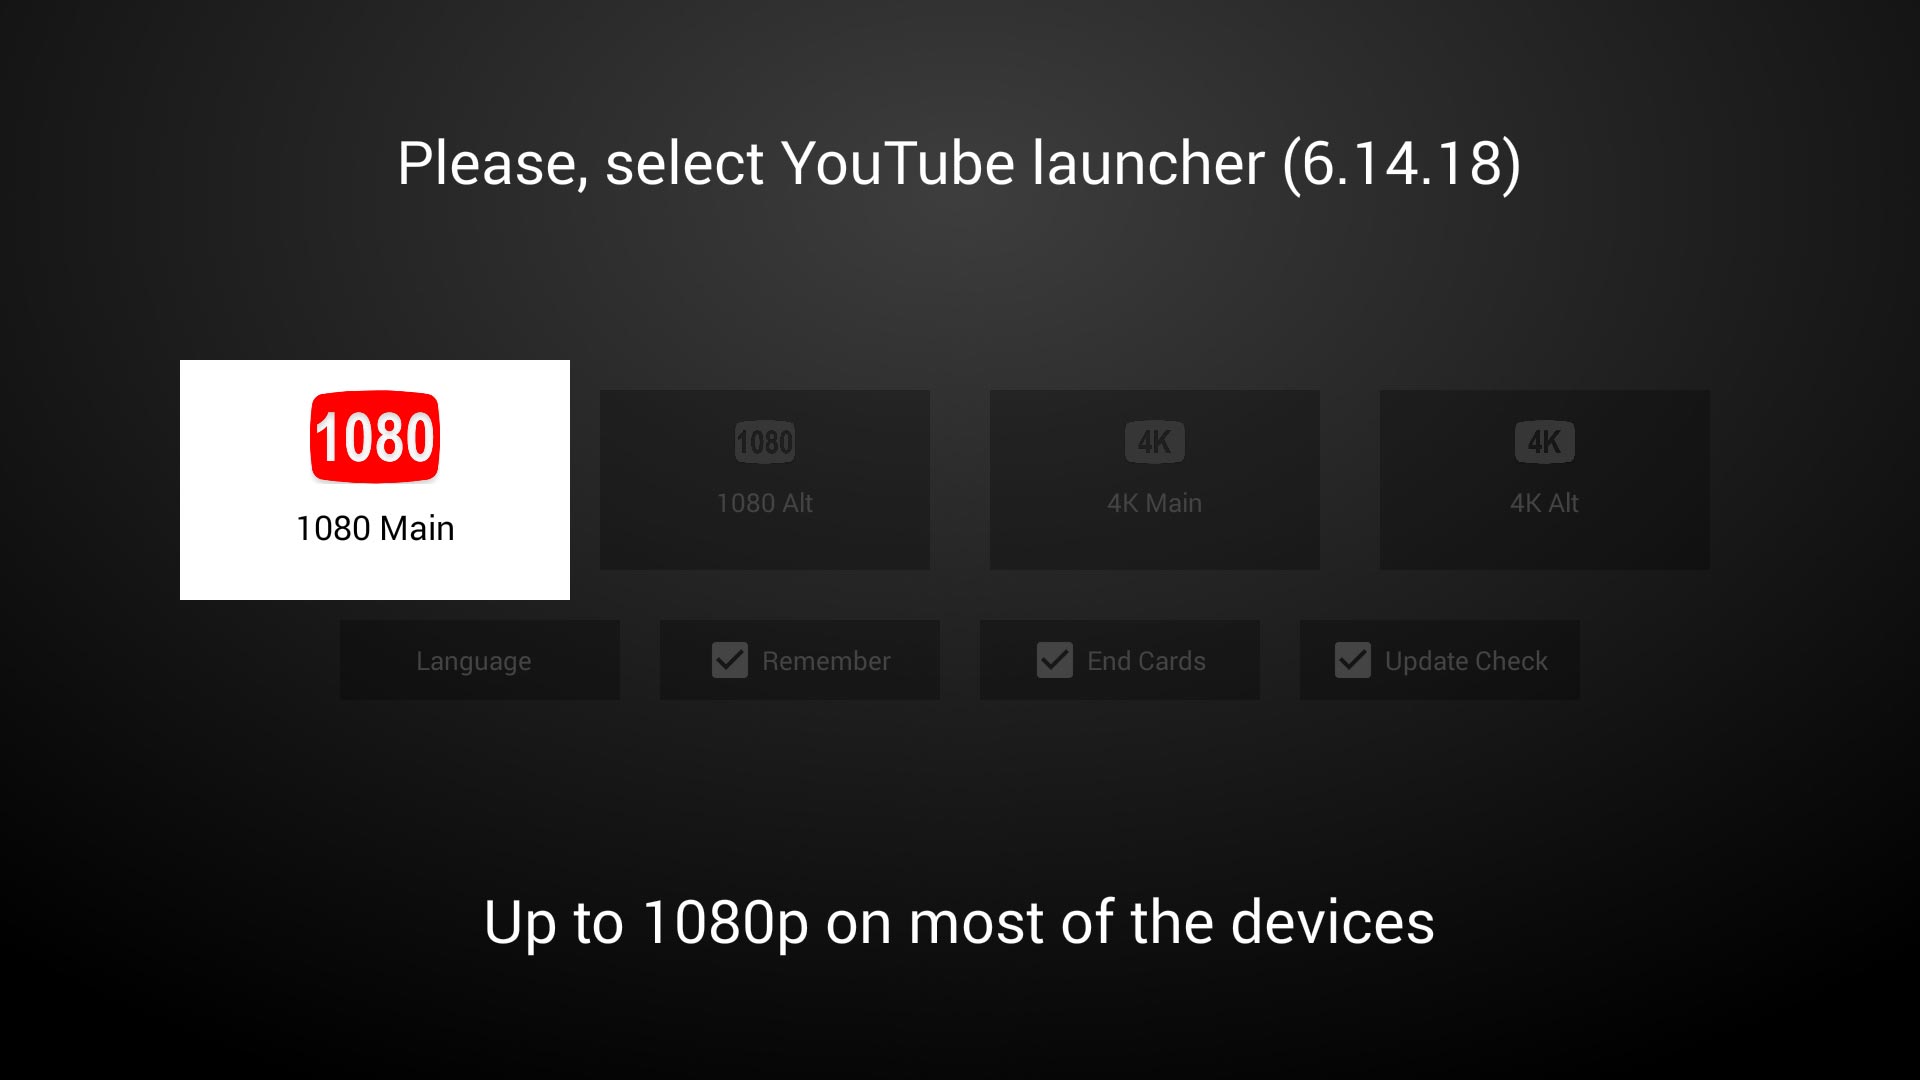 Please, select YouTube launcher (6.14.18)
1080 1080 4K 4K
1080 Main 1080 Alt 4K Main 4K Alt
Language Remember End Cards Update Check
Up to 1080p on most of the devices